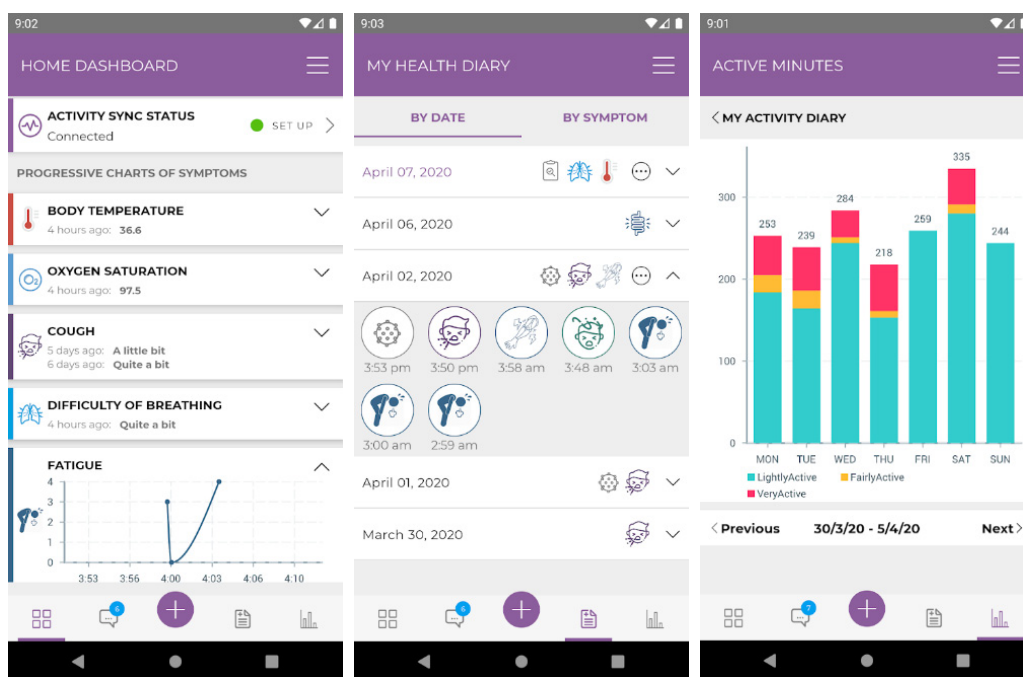 9:02
HOME DASHBOARD
ACTIVITY SYNC STATUS
Connected
SET UP
PROGRESSIVE CHARTS OF SYMPTOMS
BODY TEMPERATURE
4 hours ago: 36.6
OXYGEN SATURATION
O2
4 hours ago: 97.5
COUGH
5 days ago: A little bit
6 days ago: Quite a bit
DIFFICULTY OF BREATHING
4 hours ago: Quite a bit
FATIGUE
4
3
2
1
0
3:53 3:56 4:00 4:03 4:06 4:10
6
9:03
MY HEALTH DIARY
BY DATE BY SYMPTOM
April 07, 2020
April 06, 2020
April 02, 2020
3:53 pm 3:50 pm 3:58 am 3:48 am 3:03 am
3:00 am 2:59 am
April 01, 2020
March 30, 2020
6
9:01
ACTIVE MINUTES
MY ACTIVITY DIARY
335
300
284
253
259
239
244
218
200
100
0
MON TUE WED THU FRI SAT SUN
LightlyActive FairlyActive
VeryActive
Previous 30/3/20 - 5/4/20 Next
7